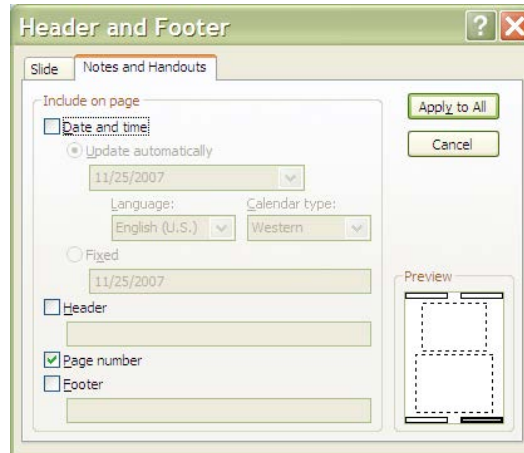 Header and Footer
Slide
Notes and Handouts
Include on page
Date and time
Update automatically
11/25/2007
Language:
Calendar type:
English (U.S.)
Western
Fixed
11/25/2007
Header
Page number
Footer
Apply to All
Cancel
Preview